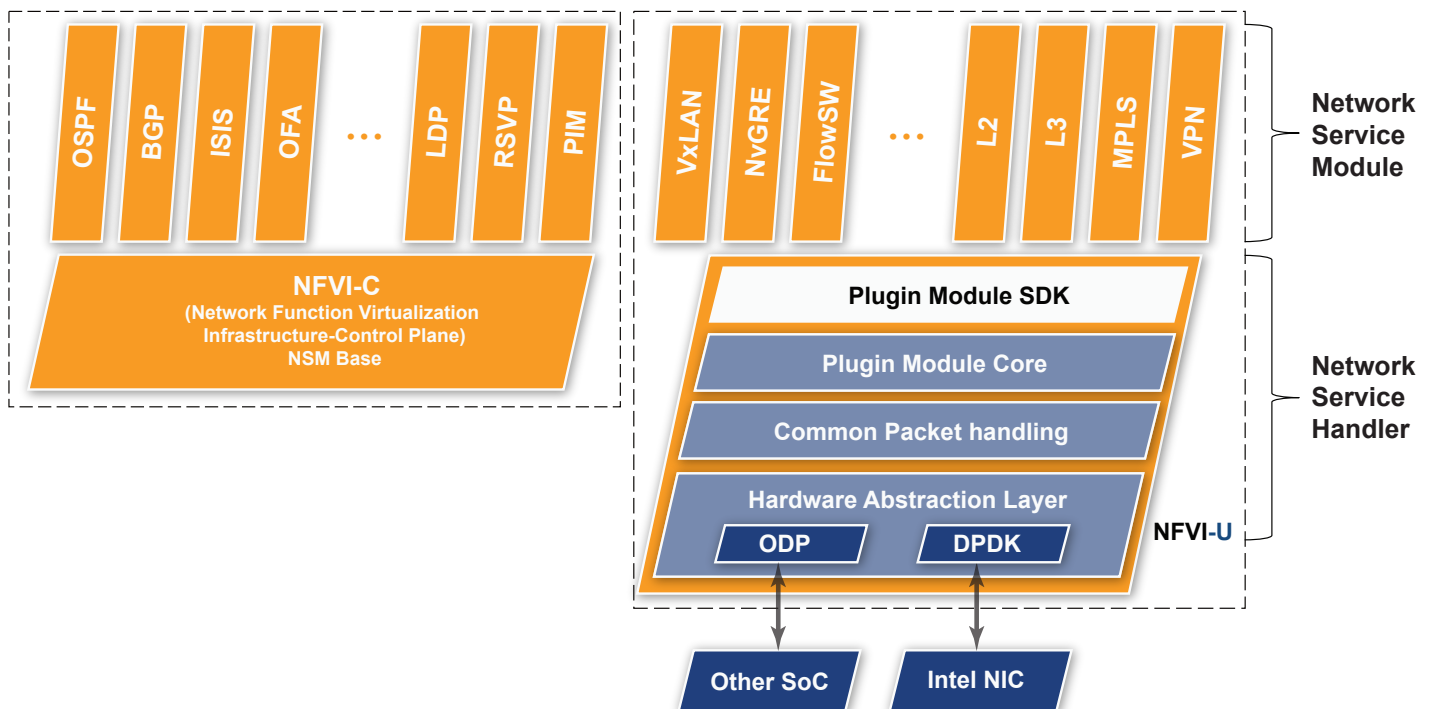 OSPF
BGP
ISIS
OFA
...
LDP
RSVP
PIM
NFVI-C
(Network Function Virtualization
Infrastructure-Control Plane)
NSM Base
VxLAN
NvGRE
FlowSW
...
L2
L3
MPLS
VPN
Network
Service
Module
Plugin Module SDK
Plugin Module Core
Common Packet handling
Hardware Abstraction Layer
ODP
DPDK
NFVI-U
Network
Service
Handler
Other SoC
Intel NIC